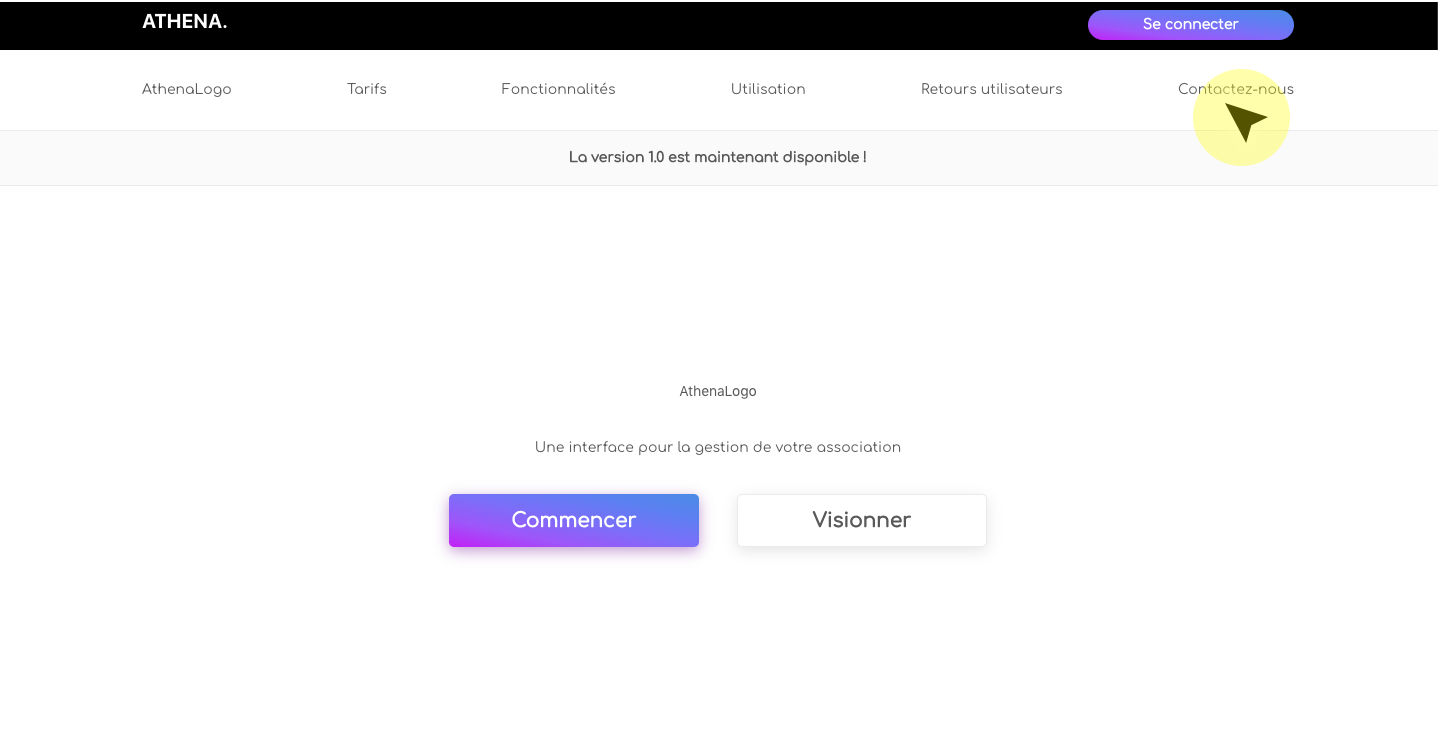 ATHENA.
Se connecter
AthenaLogo
Tarifs
Fonctionnalités
Utilisation
Retours utilisateurs
Contactez-nous
La version 1.0 est maintenant disponible !
AthenaLogo
Une interface pour la gestion de votre association
Commencer
Visionner